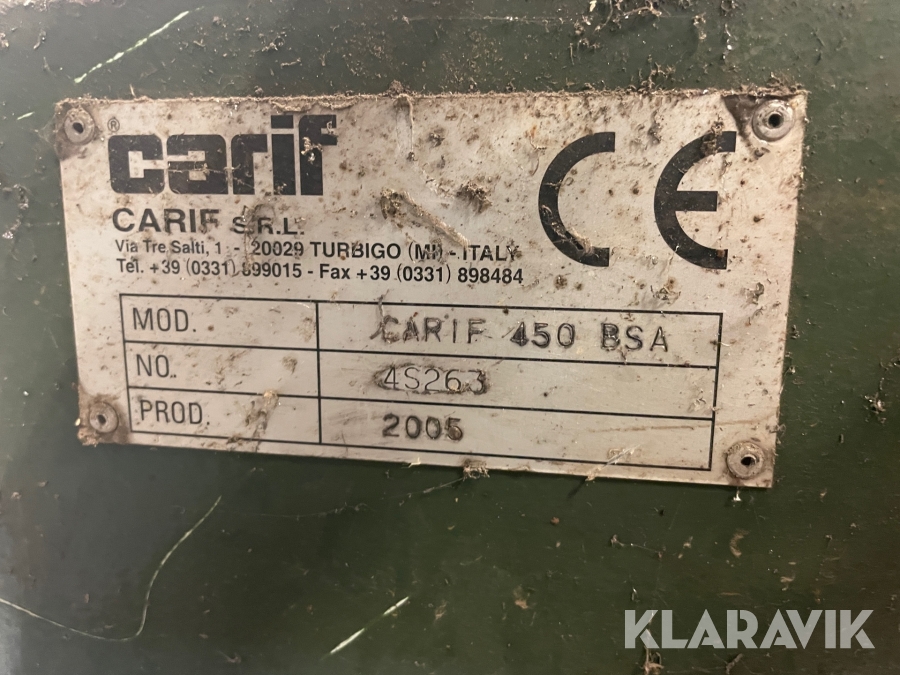 ® carif
CE
CARIF S.R.L.
Via Tre Salti, 1 - 20029 TURBIGO (MI) - ITALY
Tel. +39 (0331) 899015 - Fax +39 (0331) 898484
MOD. CARIF 450 BSA
NO. 4S263
PROD. 2005
KLARAVIK